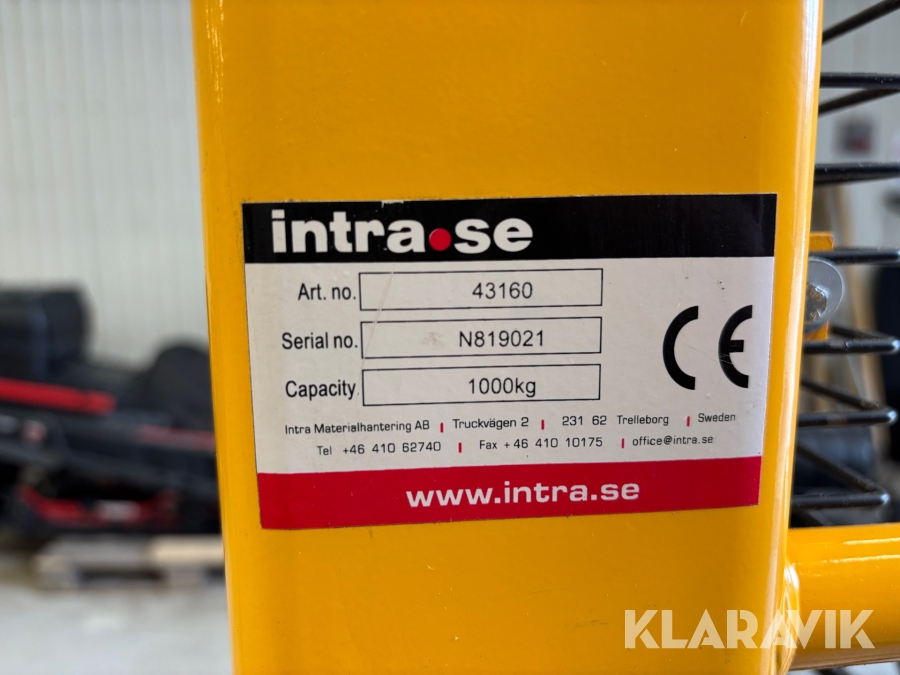 intra.se
Art. no. 43160
Serial no. N819021
Capacity 1000kg
Intra Materialhantering AB | Truckvägen 2 | 231 62 Trelleborg | Sweden
Tel +46 410 62740 | Fax +46 410 10175 | office@intra.se
CE
www.intra.se
KLARAVIK